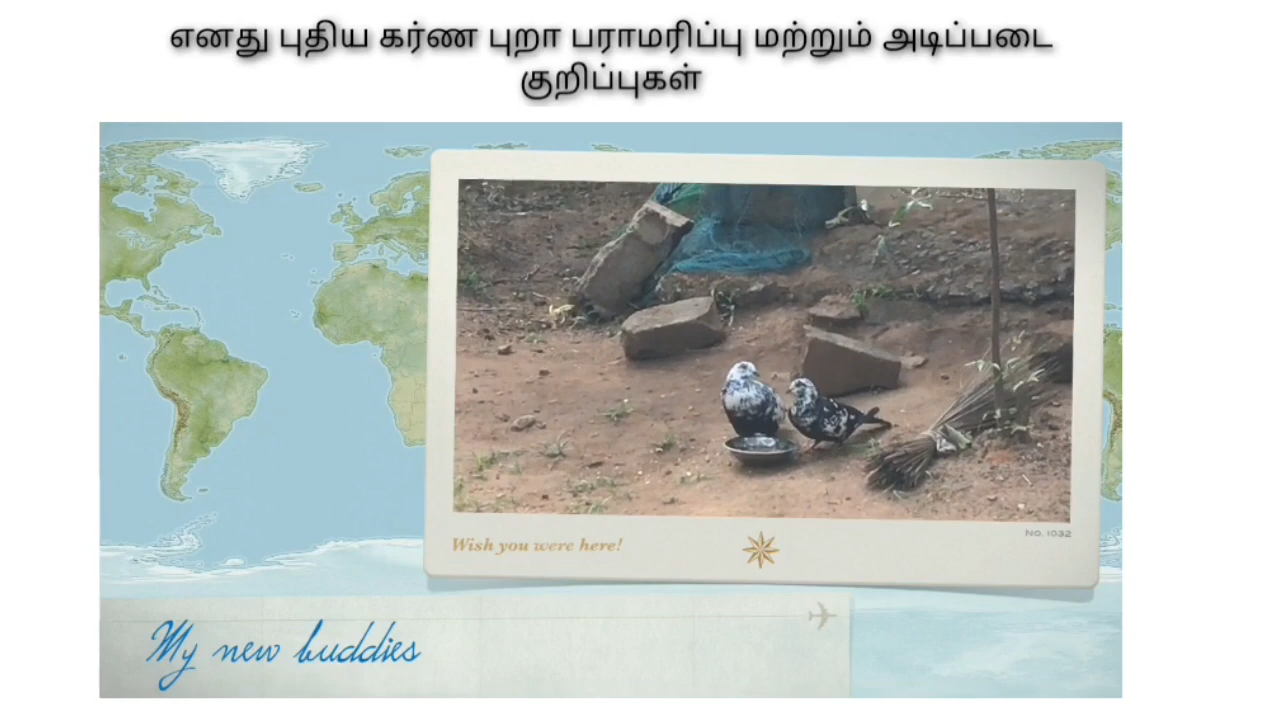 எனது புதிய கர்ண புறா பராமரிப்பு மற்றும் அடிப்படை
குறிப்புகள்
Wish you were here!
NO. 1032
My new buddies